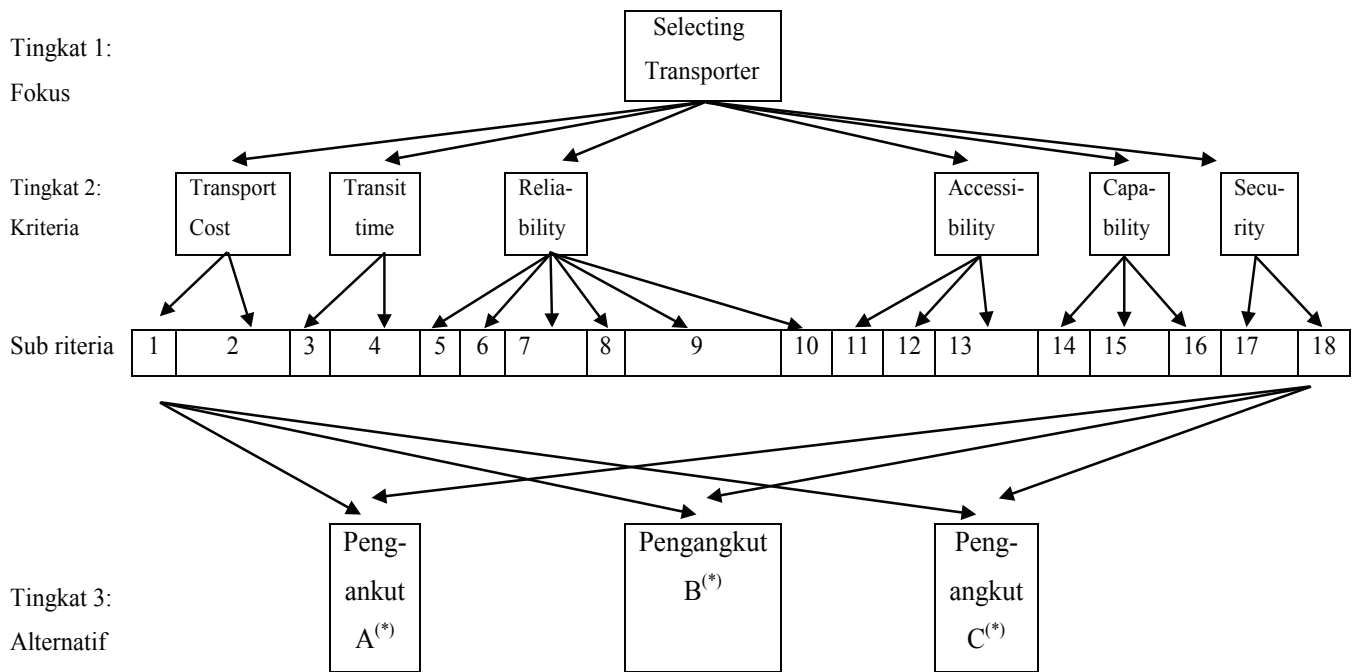 Selecting
Transporter
Tingkat 1:
Fokus
Tingkat 2:
Kriteria
Transport
Cost
Transit
time
Relia-
bility
Accessi-
bility
Capa-
bility
Secu-
rity
Sub riteria
1 2 3 4 5 6 7 8 9 10 11 12 13 14 15 16 17 18
Tingkat 3:
Alternatif
Peng-
ankut
A(*)
Pengangkut
B(*)
Peng-
angkut
C(*)